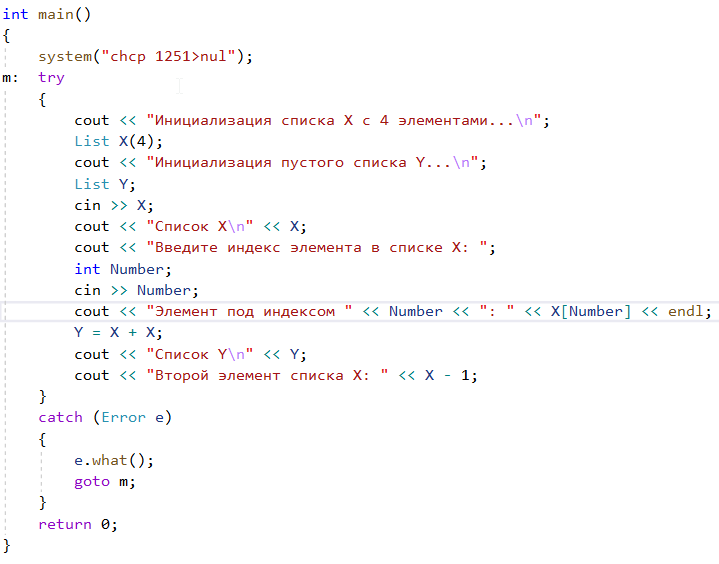 int main()
{
    system("chcp 1251>nul");
m:  try
    {
        cout << "Инициализация списка X с 4 элементами...\n";
        List X(4);
        cout << "Инициализация пустого списка Y...\n";
        List Y;
        cin >> X;
        cout << "Список X\n" << X;
        cout << "Введите индекс элемента в списке X: ";
        int Number;
        cin >> Number;
        cout << "Элемент под индексом " << Number << ": " << X[Number] << endl;
        Y = X + X;
        cout << "Список Y\n" << Y;
        cout << "Второй элемент списка X: " << X - 1;
    }
    catch (Error e)
    {
        e.what();
        goto m;
    }
    return 0;
}